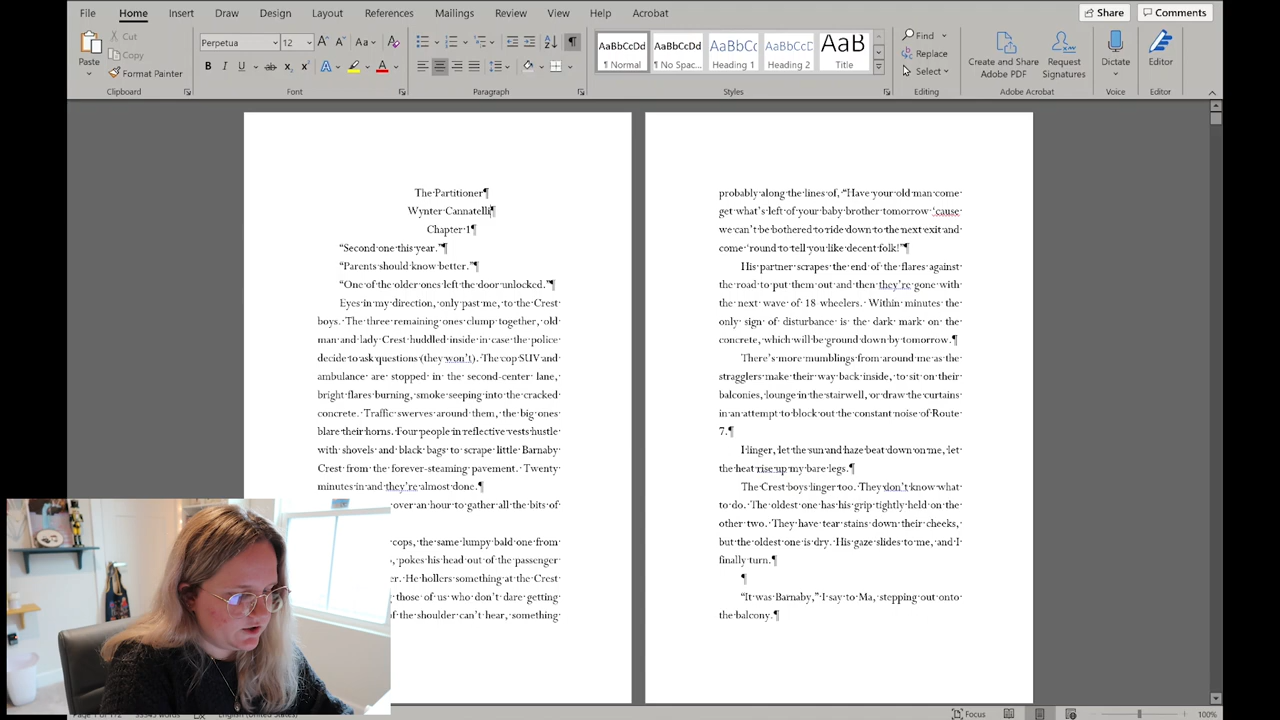 File Home Insert Draw Design Layout References Mailings Review View Help Acrobat
Share Comments
Paste
Cut
Copy
Format Painter
Clipboard
Perpetua 12
Font
Paragraph
AaBbCcDd AaBbCcDd AaBbCc AaBbCcD AaB
¶ Normal ¶ No Spac... Heading 1 Heading 2 Title
Styles
Find
Replace
Select
Editing
Create and Share
Adobe PDF
Request
Signatures
Adobe Acrobat
Dictate
Voice
Editor
Editor
The Partitioner¶
Wynter Cannatelli¶
Chapter 1¶
“Second one this year.”¶
“Parents should know better.”¶
“One of the older ones left the door unlocked.”¶
Eyes in my direction, only past me, to the Crest
boys. The three remaining ones clump together, old
man and lady Crest huddled inside in case the police
decide to ask questions (they won’t). The cop SUV and
ambulance are stopped in the second-center lane,
bright flares burning, smoke seeping into the cracked
concrete. Traffic swerves around them, the big ones
blare their horns. Four people in reflective vests hustle
with shovels and black bags to scrape little Barnaby
Crest from the forever-steaming pavement. Twenty
minutes in and they’re almost done.¶
over an hour to gather all the bits of
cops, the same lumpy bald one from
pokes his head out of the passenger
He hollers something at the Crest
those of us who don’t dare getting
of the shoulder can’t hear, something
probably along the lines of, “Have your old man come
get what’s left of your baby brother tomorrow ‘cause
we can’t be bothered to ride down to the next exit and
come ‘round to tell you like decent folk!”¶
His partner scrapes the end of the flares against
the road to put them out and then they’re gone with
the next wave of 18 wheelers. Within minutes the
only sign of disturbance is the dark mark on the
concrete, which will be ground down by tomorrow.¶
There’s more mumblings from around me as the
stragglers make their way back inside, to sit on their
balconies, lounge in the stairwell, or draw the curtains
in an attempt to block out the constant noise of Route
7.¶
I linger, let the sun and haze beat down on me, let
the heat rise up my bare legs.¶
The Crest boys linger too. They don’t know what
to do. The oldest one has his grip tightly held on the
other two. They have tear stains down their cheeks,
but the oldest one is dry. His gaze slides to me, and I
finally turn.¶
¶
“It was Barnaby,” I say to Ma, stepping out onto
the balcony.¶
Focus 100%